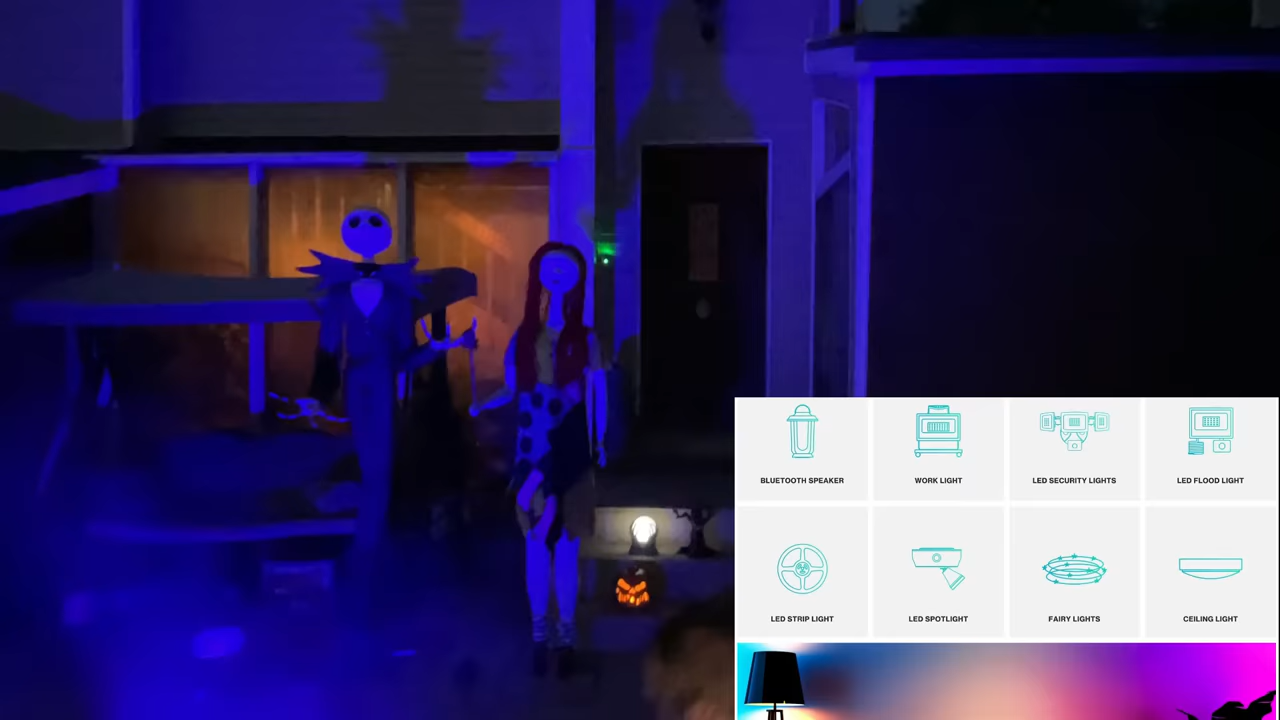 BLUETOOTH SPEAKER
WORK LIGHT
LED SECURITY LIGHTS
LED FLOOD LIGHT
LED STRIP LIGHT
LED SPOTLIGHT
FAIRY LIGHTS
CEILING LIGHT